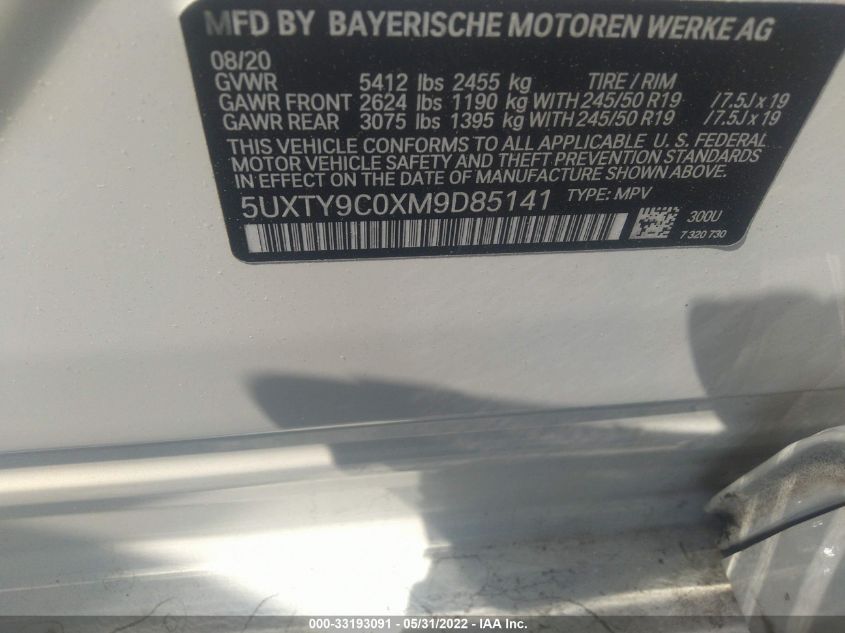 MFD BY BAYERISCHE MOTOREN WERKE AG
08/20
GVWR 5412 lbs 2455 kg TIRE / RIM
GAWR FRONT 2624 lbs 1190 kg WITH 245/50 R19 / 7.5J x 19
GAWR REAR 3075 lbs 1395 kg WITH 245/50 R19 / 7.5J x 19
THIS VEHICLE CONFORMS TO ALL APPLICABLE U. S. FEDERAL
MOTOR VEHICLE SAFETY AND THEFT PREVENTION STANDARDS
IN EFFECT ON THE DATE OF MANUFACTURE SHOWN ABOVE.
5UXTY9C0XM9D85141 TYPE: MPV
300U
7 320 730
000-33193091 - 05/31/2022 - IAA Inc.